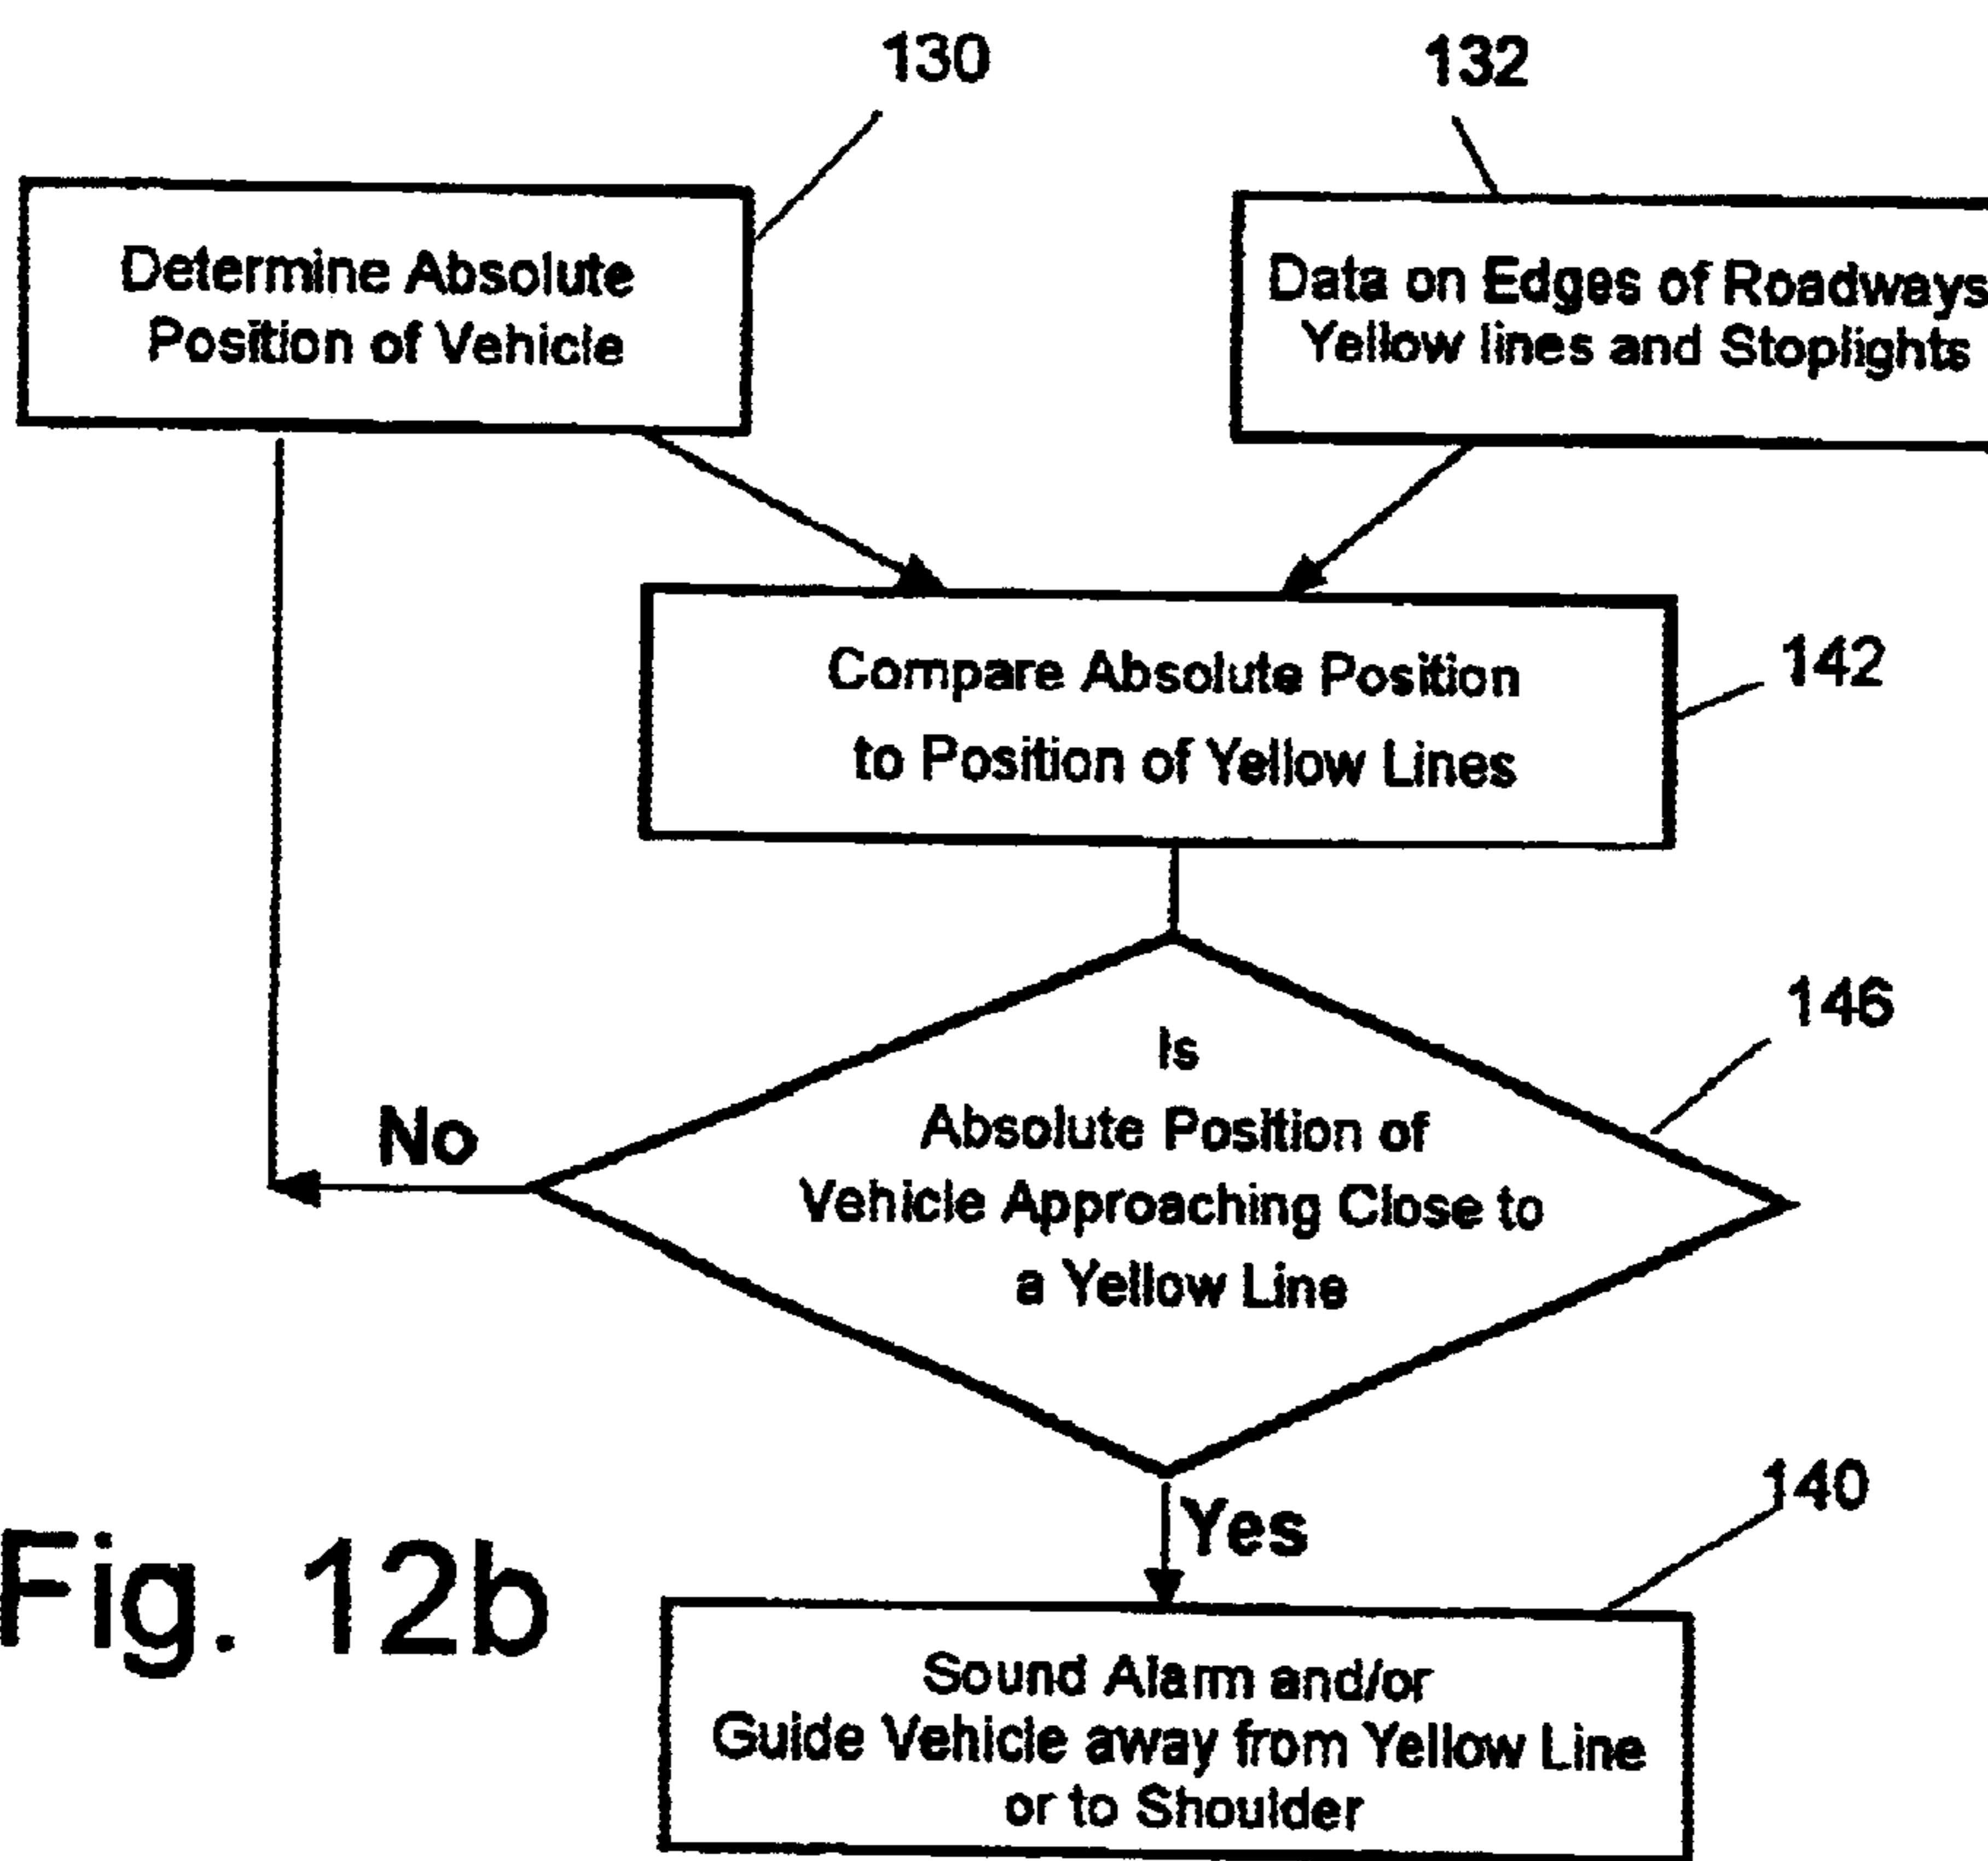 130
132
Determine Absolute
Position of Vehicle
Data on Edges of Roadways
Yellow lines and Stoplights
Compare Absolute Position
to Position of Yellow Lines
142
Is
Absolute Position of
Vehicle Approaching Close to
a Yellow Line
146
No
Yes
140
Sound Alarm and/or
Guide Vehicle away from Yellow Line
or to Shoulder
Fig. 12b